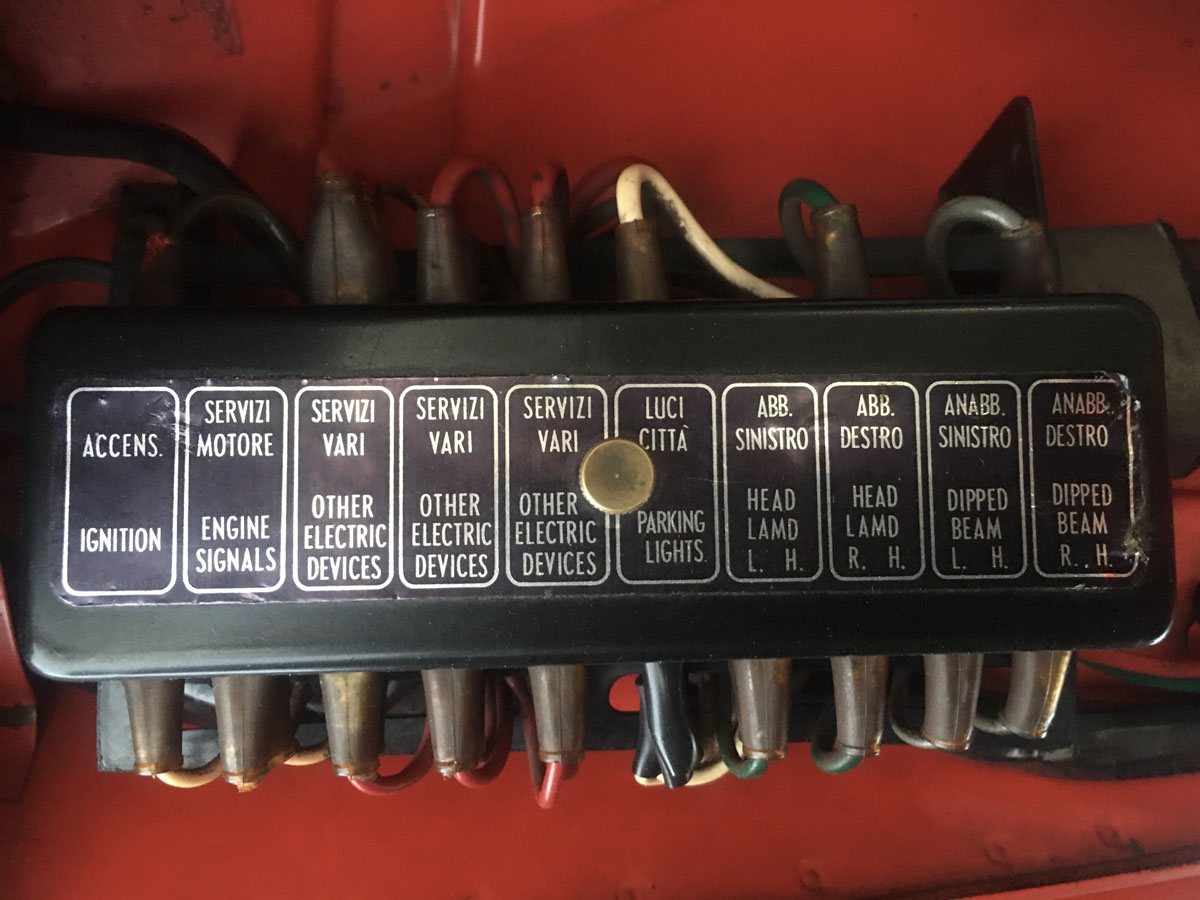 ACCENS.
IGNITION
SERVIZI
MOTORE
ENGINE
SIGNALS
SERVIZI
VARI
OTHER
ELECTRIC
DEVICES
SERVIZI
VARI
OTHER
ELECTRIC
DEVICES
SERVIZI
VARI
OTHER
ELECTRIC
DEVICES
LUCI
CITTÀ
PARKING
LIGHTS.
ABB.
SINISTRO
HEAD
LAMD
L. H.
ABB.
DESTRO
HEAD
LAMD
R. H.
ANABB.
SINISTRO
DIPPED
BEAM
L. H.
ANABB.
DESTRO
DIPPED
BEAM
R. H.